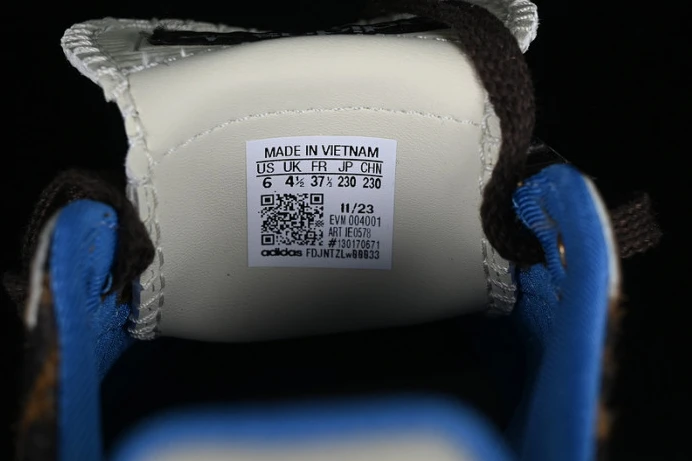 MADE IN VIETNAM
US UK FR JP CHN
6 4½ 37⅓ 230 230
11/23
EVM 004001
ART IE0578
#130170671
adidas FDJNTZLw